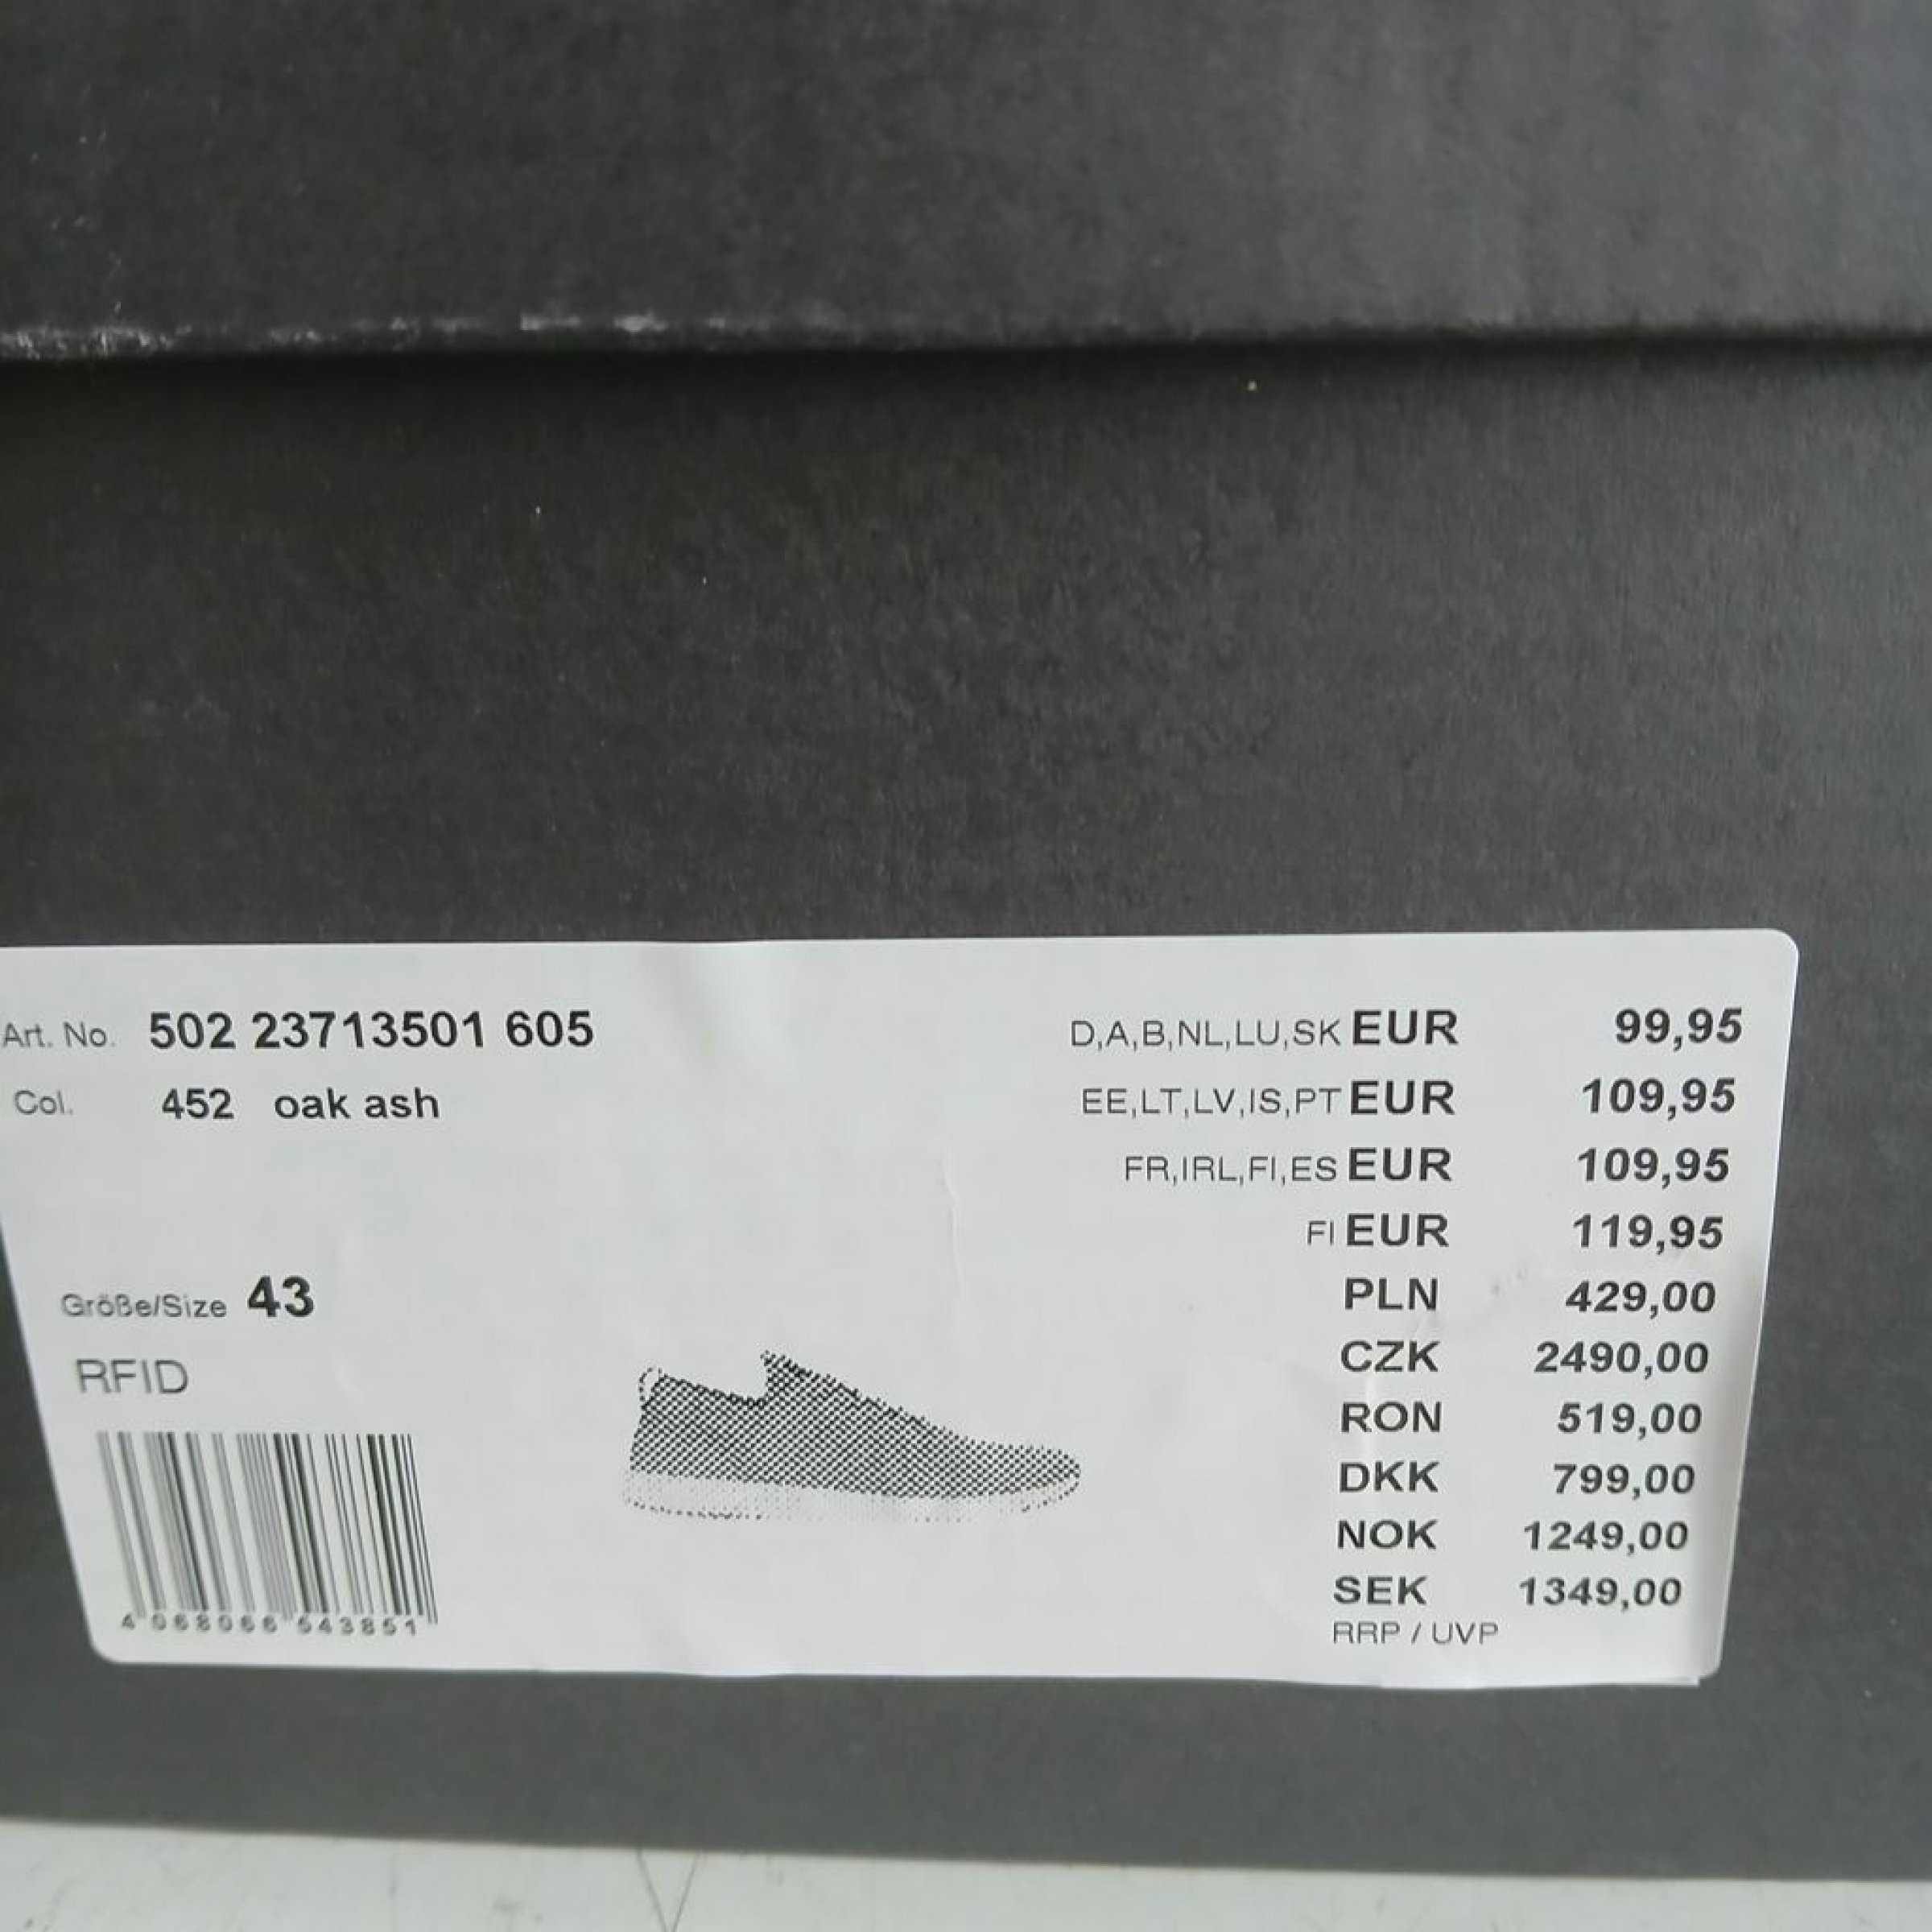 Art. No. 502 23713501 605
Col. 452 oak ash
Größe/Size 43
RFID
4 068066 543851
D,A,B,NL,LU,SK EUR 99,95
EE,LT,LV,IS,PT EUR 109,95
FR,IRL,FI,ES EUR 109,95
FI EUR 119,95
PLN 429,00
CZK 2490,00
RON 519,00
DKK 799,00
NOK 1249,00
SEK 1349,00
RRP / UVP